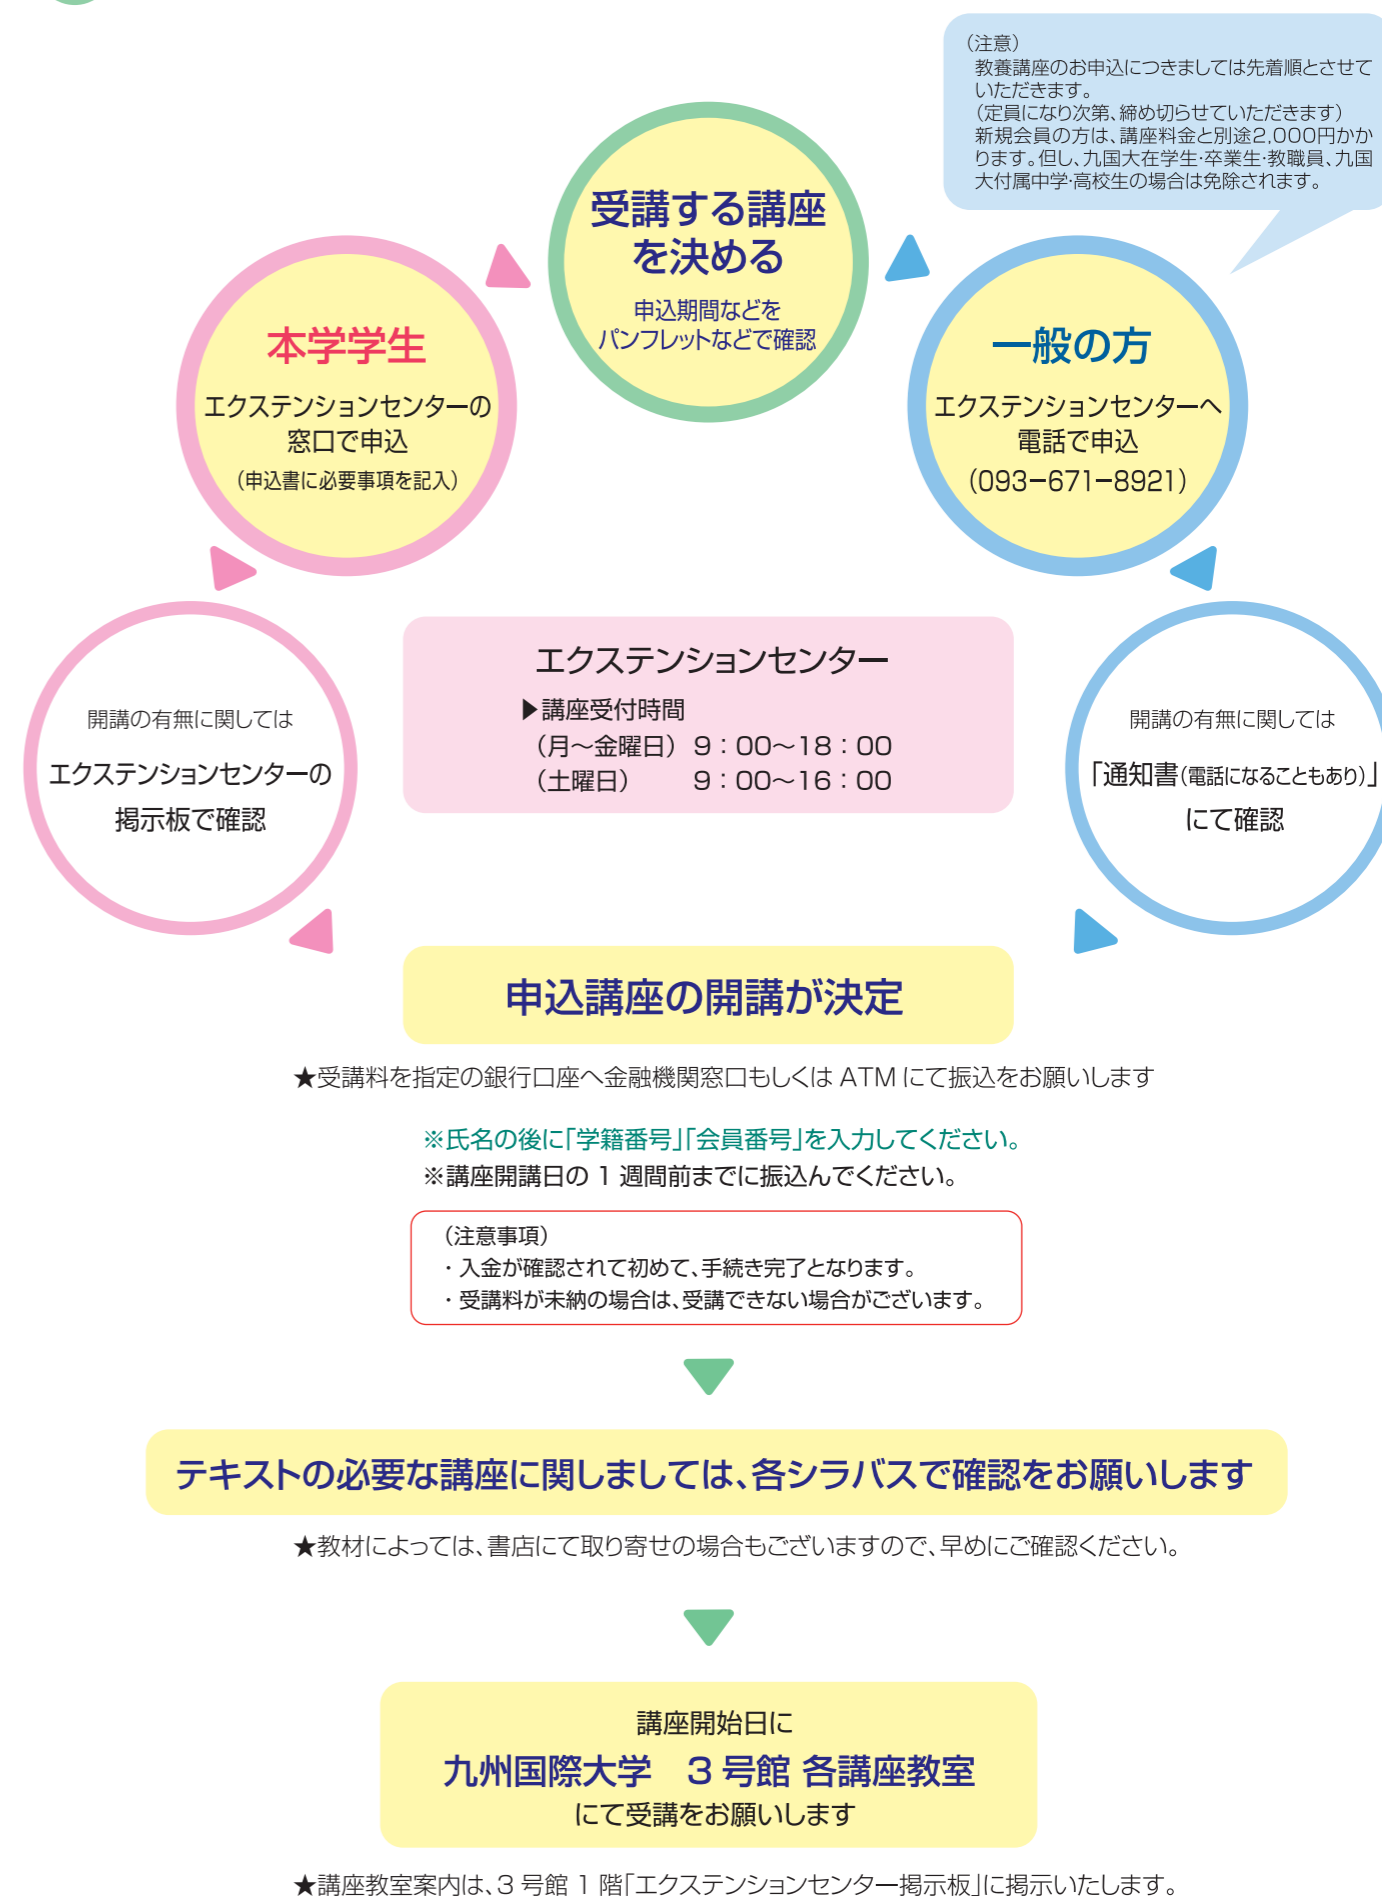 （注意）
教養講座のお申込につきましては先着順とさせて
いただきます。
（定員になり次第、締め切らせていただきます）
新規会員の方は、講座料金と別途2,000円かか
ります。但し、九国大在学生・卒業生・教職員、九国
大付属中学・高校生の場合は免除されます。
受講する講座
を決める
申込期間などを
パンフレットなどで確認
本学学生
エクステンションセンターの
窓口で申込
（申込書に必要事項を記入）
一般の方
エクステンションセンターへ
電話で申込
（093−671−8921）
開講の有無に関しては
エクステンションセンターの
掲示板で確認
エクステンションセンター
▶講座受付時間
（月～金曜日） 9：00～18：00
（土曜日） 9：00～16：00
開講の有無に関しては
「通知書（電話になることもあり）」
にて確認
申込講座の開講が決定
★受講料を指定の銀行口座へ金融機関窓口もしくは ATM にて振込をお願いします
※氏名の後に「学籍番号」「会員番号」を入力してください。
※講座開講日の 1 週間前までに振込んでください。
（注意事項）
・入金が確認されて初めて、手続き完了となります。
・受講料が未納の場合は、受講できない場合がございます。
テキストの必要な講座に関しましては、各シラバスで確認をお願いします
★教材によっては、書店にて取り寄せの場合もございますので、早めにご確認ください。
講座開始日に
九州国際大学　3 号館 各講座教室
にて受講をお願いします
★講座教室案内は、3 号館 1 階「エクステンションセンター掲示板」に掲示いたします。